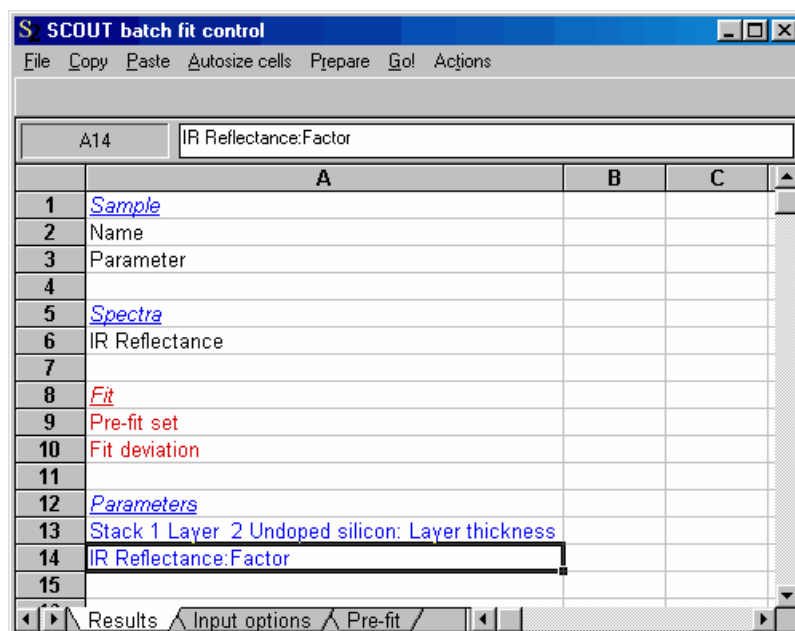 S2 SCOUT batch fit control
File Copy Paste Autosize cells Prepare Go! Actions
A14 IR Reflectance:Factor
A B C
1 Sample
2 Name
3 Parameter
4
5 Spectra
6 IR Reflectance
7
8 Fit
9 Pre-fit set
10 Fit deviation
11
12 Parameters
13 Stack 1 Layer 2 Undoped silicon: Layer thickness
14 IR Reflectance:Factor
15
Results Input options Pre-fit